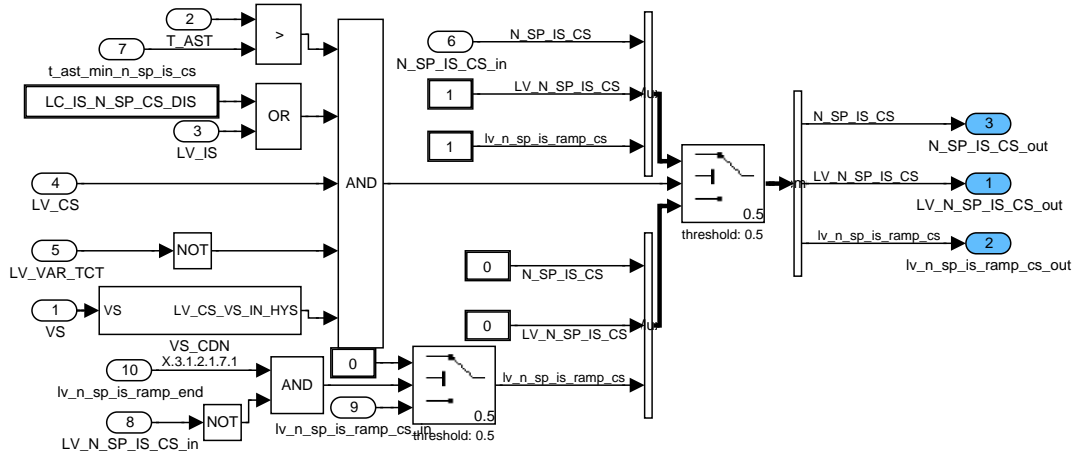 2
T_AST
7
t_ast_min_n_sp_is_cs
>
LC_IS_N_SP_CS_DIS
3
LV_IS
OR
4
LV_CS
AND
5
LV_VAR_TCT
NOT
1
VS
VS
LV_CS_VS_IN_HYS
VS_CDN
X.3.1.2.1.7.1
10
lv_n_sp_is_ramp_end
8
LV_N_SP_IS_CS_in
NOT
AND
0
9
lv_n_sp_is_ramp_cs_in
0.5
threshold: 0.5
6
N_SP_IS_CS_in
N_SP_IS_CS
1
LV_N_SP_IS_CS
1
lv_n_sp_is_ramp_cs
0.5
threshold: 0.5
0
N_SP_IS_CS
0
LV_N_SP_IS_CS
lv_n_sp_is_ramp_cs
N_SP_IS_CS
3
N_SP_IS_CS_out
LV_N_SP_IS_CS
1
LV_N_SP_IS_CS_out
lv_n_sp_is_ramp_cs
2
lv_n_sp_is_ramp_cs_out